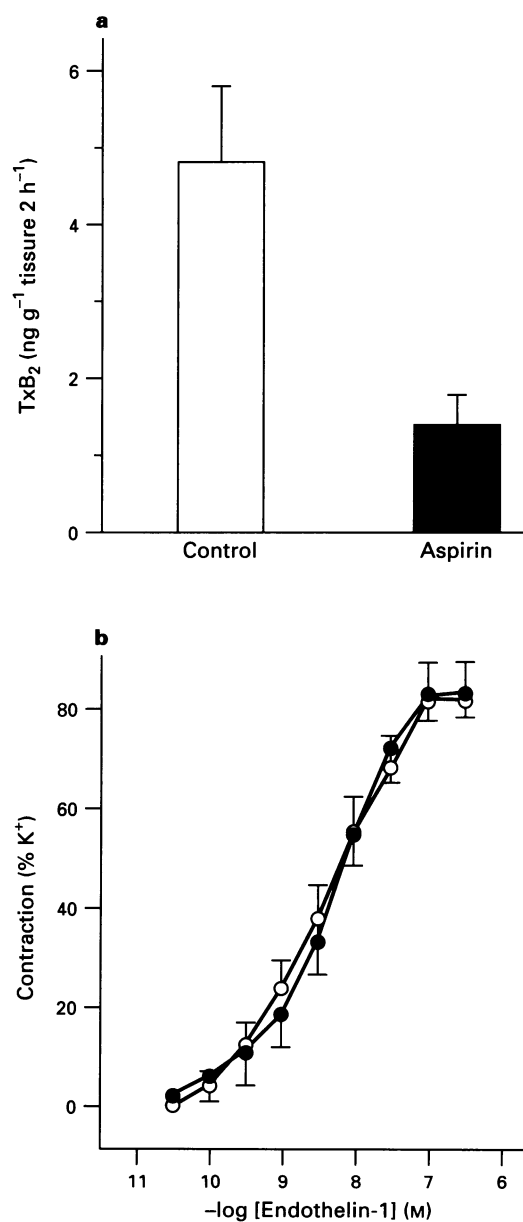 a
6
4
2
0
TxB₂ (ng g⁻¹ tissure 2 h⁻¹)
Control Aspirin
b
80
60
40
20
0
Contraction (% K⁺)
11 10 9 8 7 6
–log [Endothelin-1] (M)